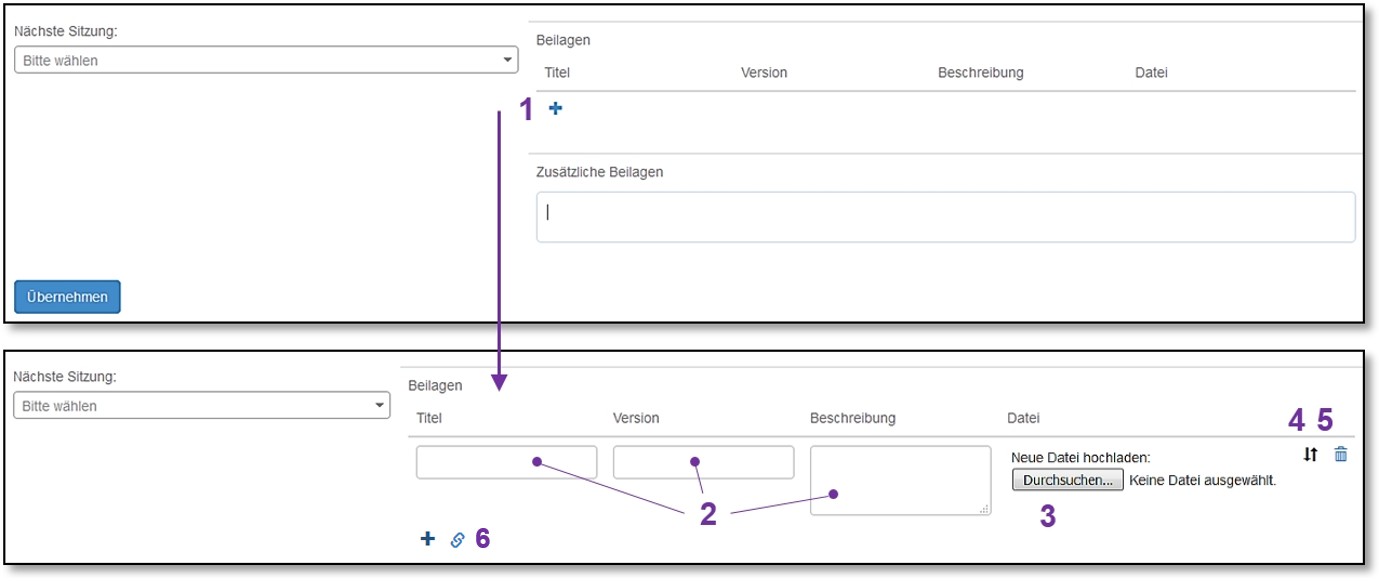 Nächste Sitzung:
Bitte wählen
Beilagen
Titel Version Beschreibung Datei
1
Zusätzliche Beilagen
Übernehmen
Nächste Sitzung:
Bitte wählen
Beilagen
Titel Version Beschreibung Datei
4 5
Neue Datei hochladen:
Durchsuchen... Keine Datei ausgewählt.
2
3
6